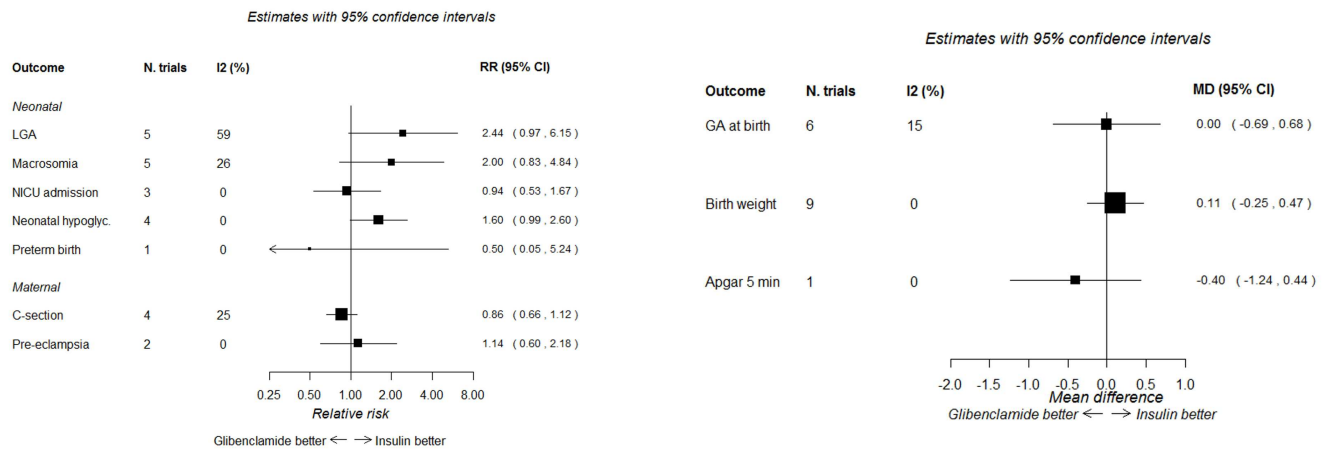 Estimates with 95% confidence intervals
Outcome N. trials I2 (%) RR (95% CI)
Neonatal
LGA 5 59 2.44 ( 0.97 , 6.15)
Macrosomia 5 26 2.00 ( 0.83 , 4.84)
NICU admission 3 0 0.94 ( 0.53 , 1.67)
Neonatal hypoglyc. 4 0 1.60 ( 0.99 , 2.60)
Preterm birth 1 0 0.50 ( 0.05 , 5.24)
Maternal
C-section 4 25 0.86 ( 0.66 , 1.12)
Pre-eclampsia 2 0 1.14 ( 0.60 , 2.18)
0.25 0.50 1.00 2.00 4.00 8.00
Relative risk
Glibenclamide better ← → Insulin better
Estimates with 95% confidence intervals
Outcome N. trials I2 (%) MD (95% CI)
GA at birth 6 15 0.00 ( -0.69 , 0.68)
Birth weight 9 0 0.11 ( -0.25 , 0.47)
Apgar 5 min 1 0 -0.40 ( -1.24 , 0.44)
-2.0 -1.5 -1.0 -0.5 0.0 0.5 1.0
Mean difference
Glibenclamide better ← → Insulin better